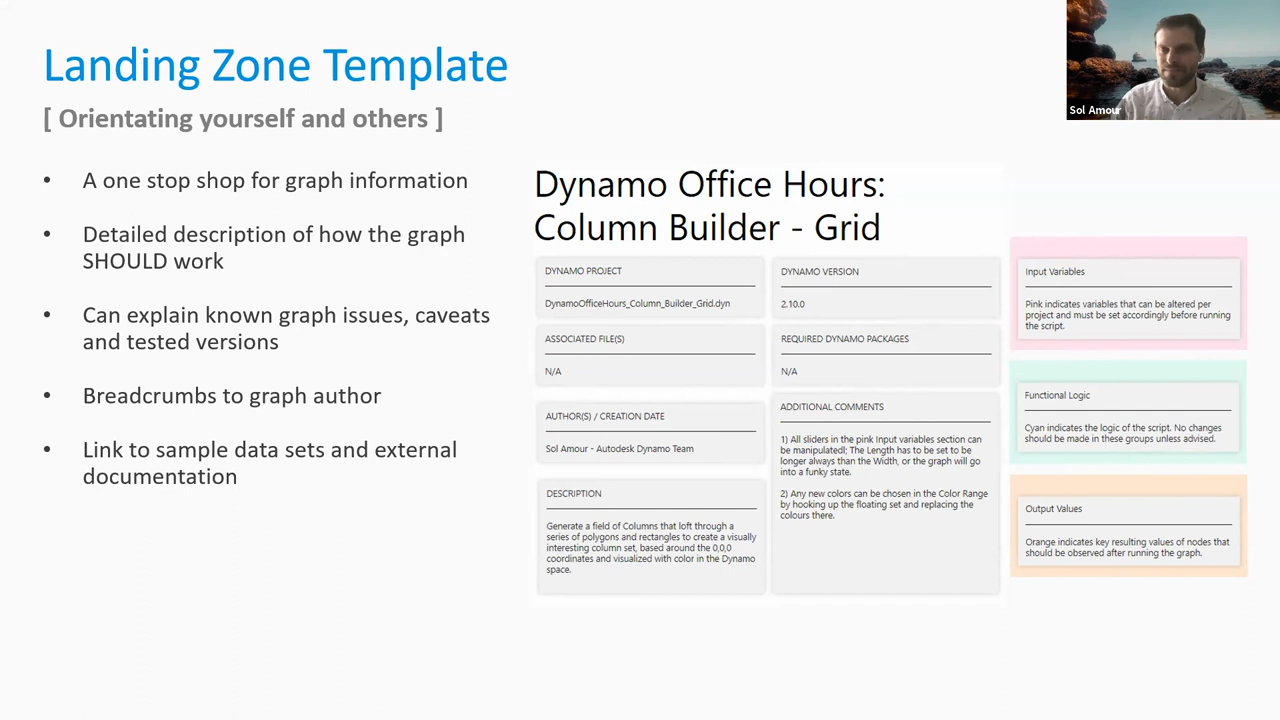 Landing Zone Template
[ Orientating yourself and others ]
• A one stop shop for graph information
• Detailed description of how the graph
SHOULD work
• Can explain known graph issues, caveats
and tested versions
• Breadcrumbs to graph author
• Link to sample data sets and external
documentation
Dynamo Office Hours:
Column Builder - Grid
DYNAMO PROJECT
DynamoOfficeHours_Column_Builder_Grid.dyn
DYNAMO VERSION
2.10.0
ASSOCIATED FILE(S)
N/A
REQUIRED DYNAMO PACKAGES
N/A
AUTHOR(S) / CREATION DATE
Sol Amour - Autodesk Dynamo Team
ADDITIONAL COMMENTS
1) All sliders in the pink Input variables section can
be manipulatedl; The Length has to be set to be
longer always than the Width, or the graph will go
into a funky state.
2) Any new colors can be chosen in the Color Range
by hooking up the floating set and replacing the
colours there.
DESCRIPTION
Generate a field of Columns that loft through a
series of polygons and rectangles to create a visually
interesting column set, based around the 0,0,0
coordinates and visualized with color in the Dynamo
space.
Input Variables
Pink indicates variables that can be altered per
project and must be set accordingly before running
the script.
Functional Logic
Cyan indicates the logic of the script. No changes
should be made in these groups unless advised.
Output Values
Orange indicates key resulting values of nodes that
should be observed after running the graph.
Sol Amour